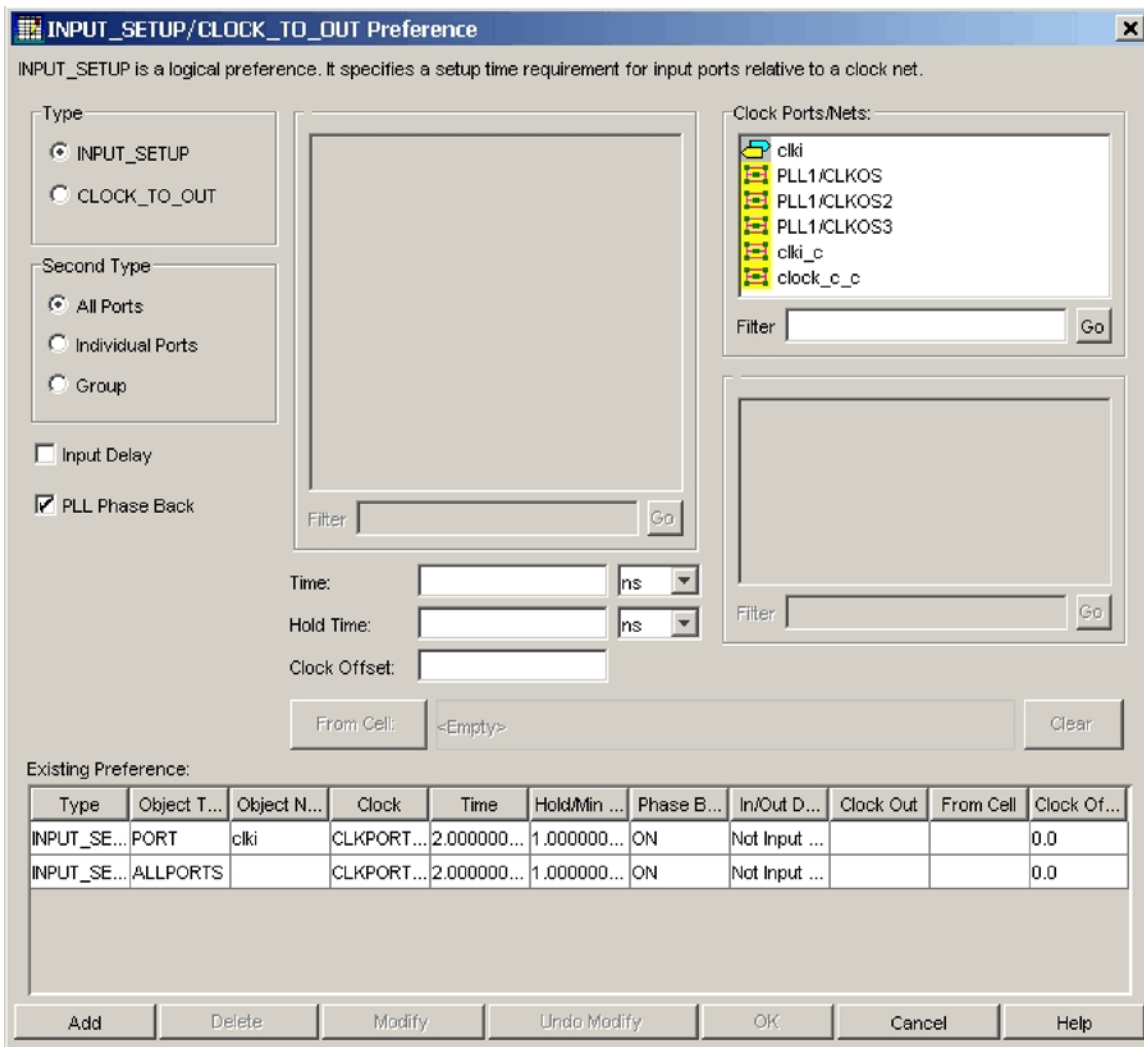 INPUT_SETUP/CLOCK_TO_OUT Preference
INPUT_SETUP is a logical preference. It specifies a setup time requirement for input ports relative to a clock net.
Type
INPUT_SETUP
CLOCK_TO_OUT
Second Type
All Ports
Individual Ports
Group
Input Delay
PLL Phase Back
Filter Go
Clock Ports/Nets:
clki
PLL1/CLKOS
PLL1/CLKOS2
PLL1/CLKOS3
clki_c
clock_c_c
Filter Go
Filter Go
Time: ns
Hold Time: ns
Clock Offset:
From Cell: <Empty> Clear
Existing Preference:
Type Object T... Object N... Clock Time Hold/Min ... Phase B... In/Out D... Clock Out From Cell Clock Of...
INPUT_SE... PORT clki CLKPORT... 2.000000... 1.000000... ON Not Input ... 0.0
INPUT_SE... ALLPORTS CLKPORT... 2.000000... 1.000000... ON Not Input ... 0.0
Add Delete Modify Undo Modify OK Cancel Help